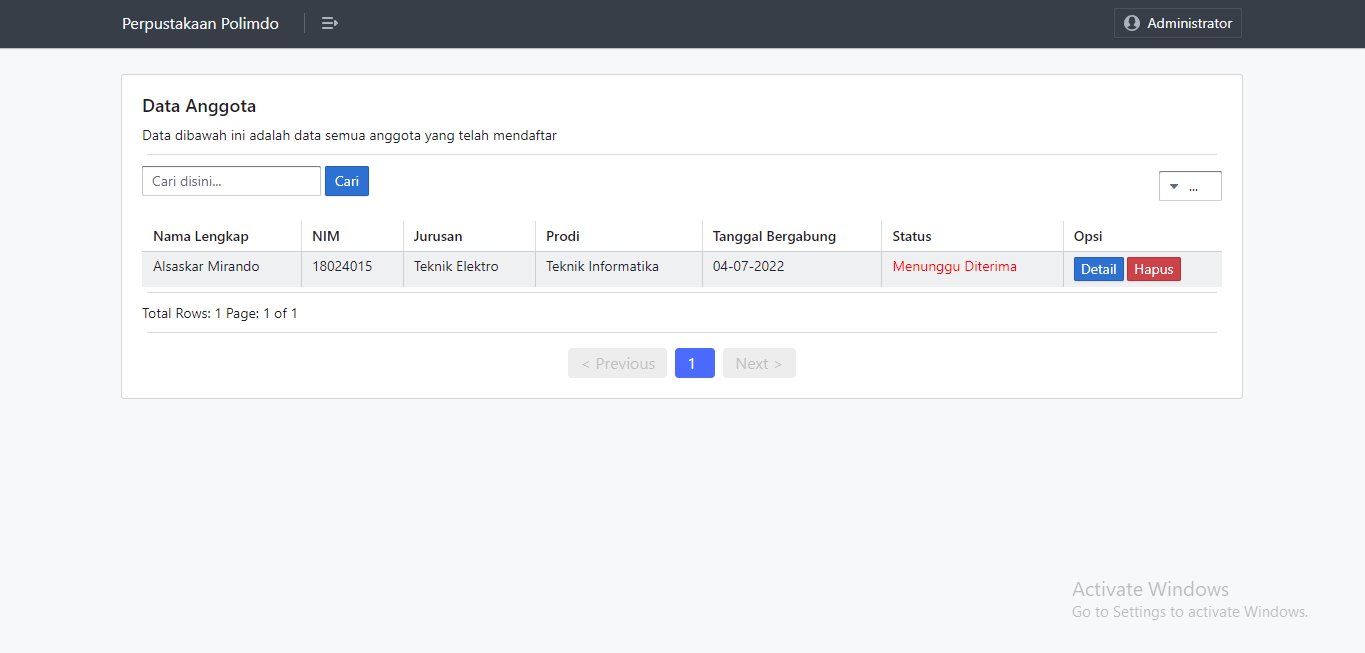 Perpustakaan Polimdo
Administrator
Data Anggota
Data dibawah ini adalah data semua anggota yang telah mendaftar
Cari disini... Cari
...
Nama Lengkap NIM Jurusan Prodi Tanggal Bergabung Status Opsi
Alsaskar Mirando 18024015 Teknik Elektro Teknik Informatika 04-07-2022 Menunggu Diterima Detail Hapus
Total Rows: 1 Page: 1 of 1
< Previous 1 Next >
Activate Windows
Go to Settings to activate Windows.